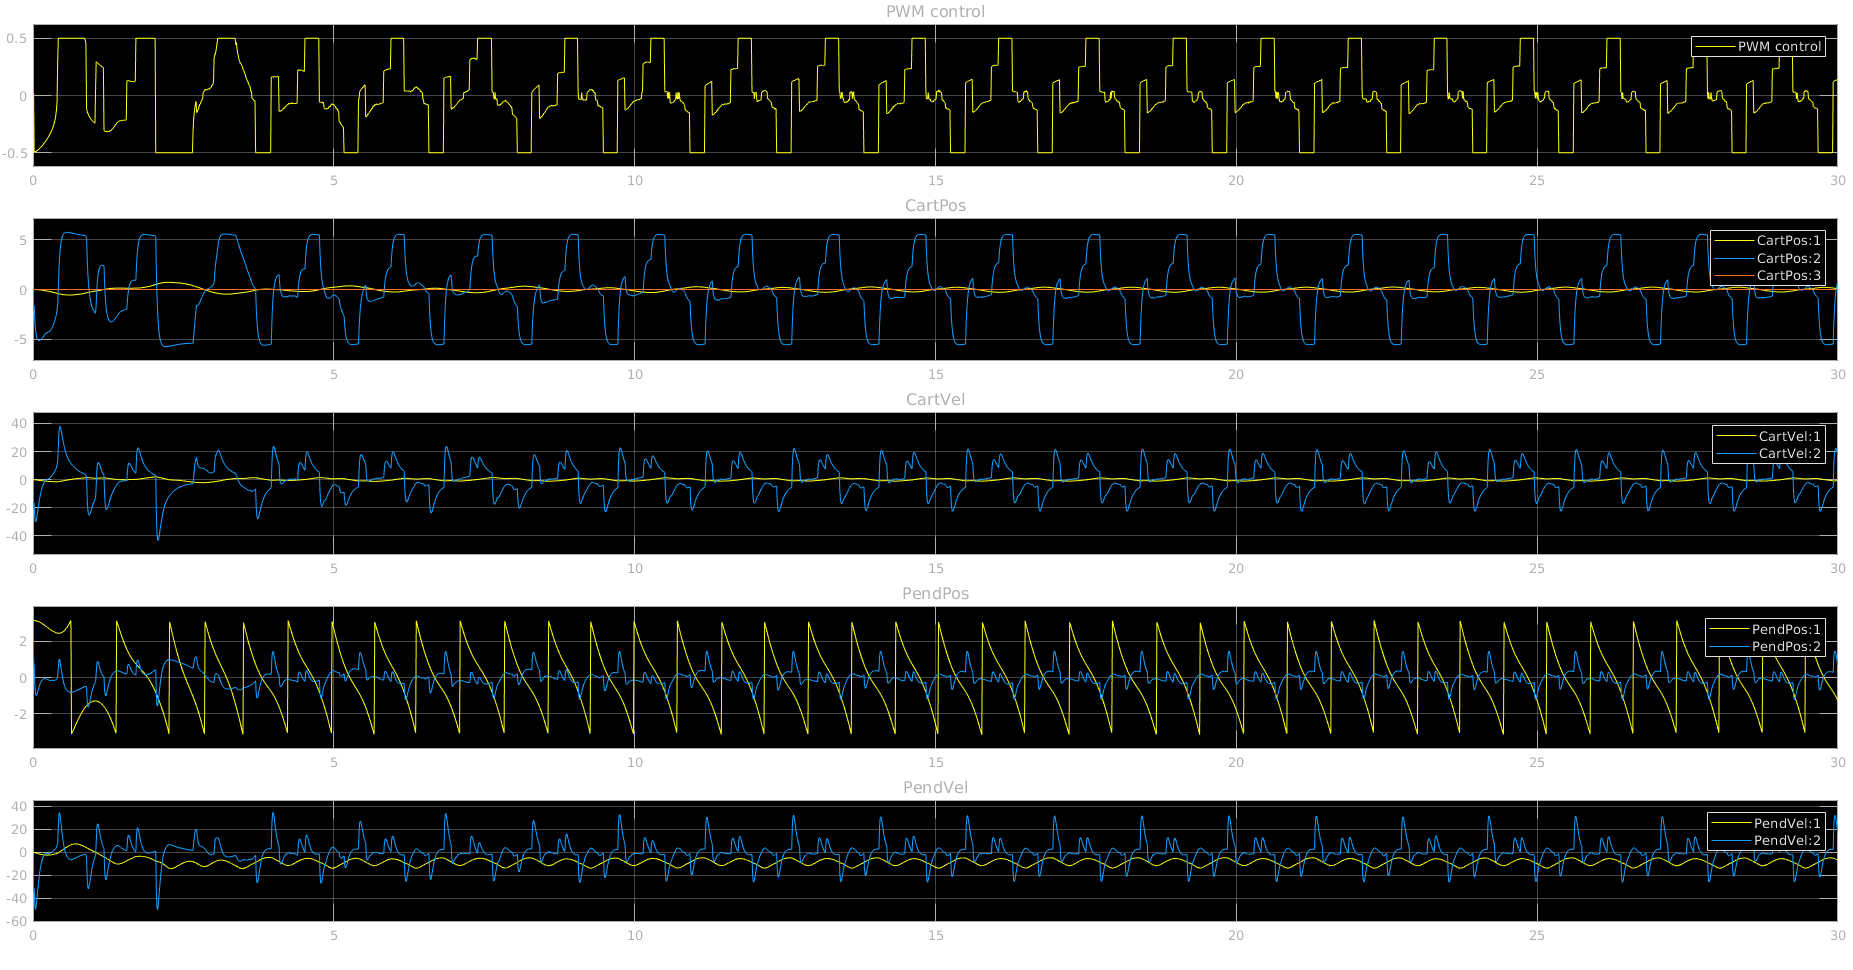 PWM control
0.5
0
-0.5
PWM control
0 5 10 15 20 25 30
CartPos
5
0
-5
CartPos:1
CartPos:2
CartPos:3
0 5 10 15 20 25 30
CartVel
40
20
0
-20
-40
CartVel:1
CartVel:2
0 5 10 15 20 25 30
PendPos
2
0
-2
PendPos:1
PendPos:2
0 5 10 15 20 25 30
PendVel
40
20
0
-20
-40
-60
PendVel:1
PendVel:2
0 5 10 15 20 25 30